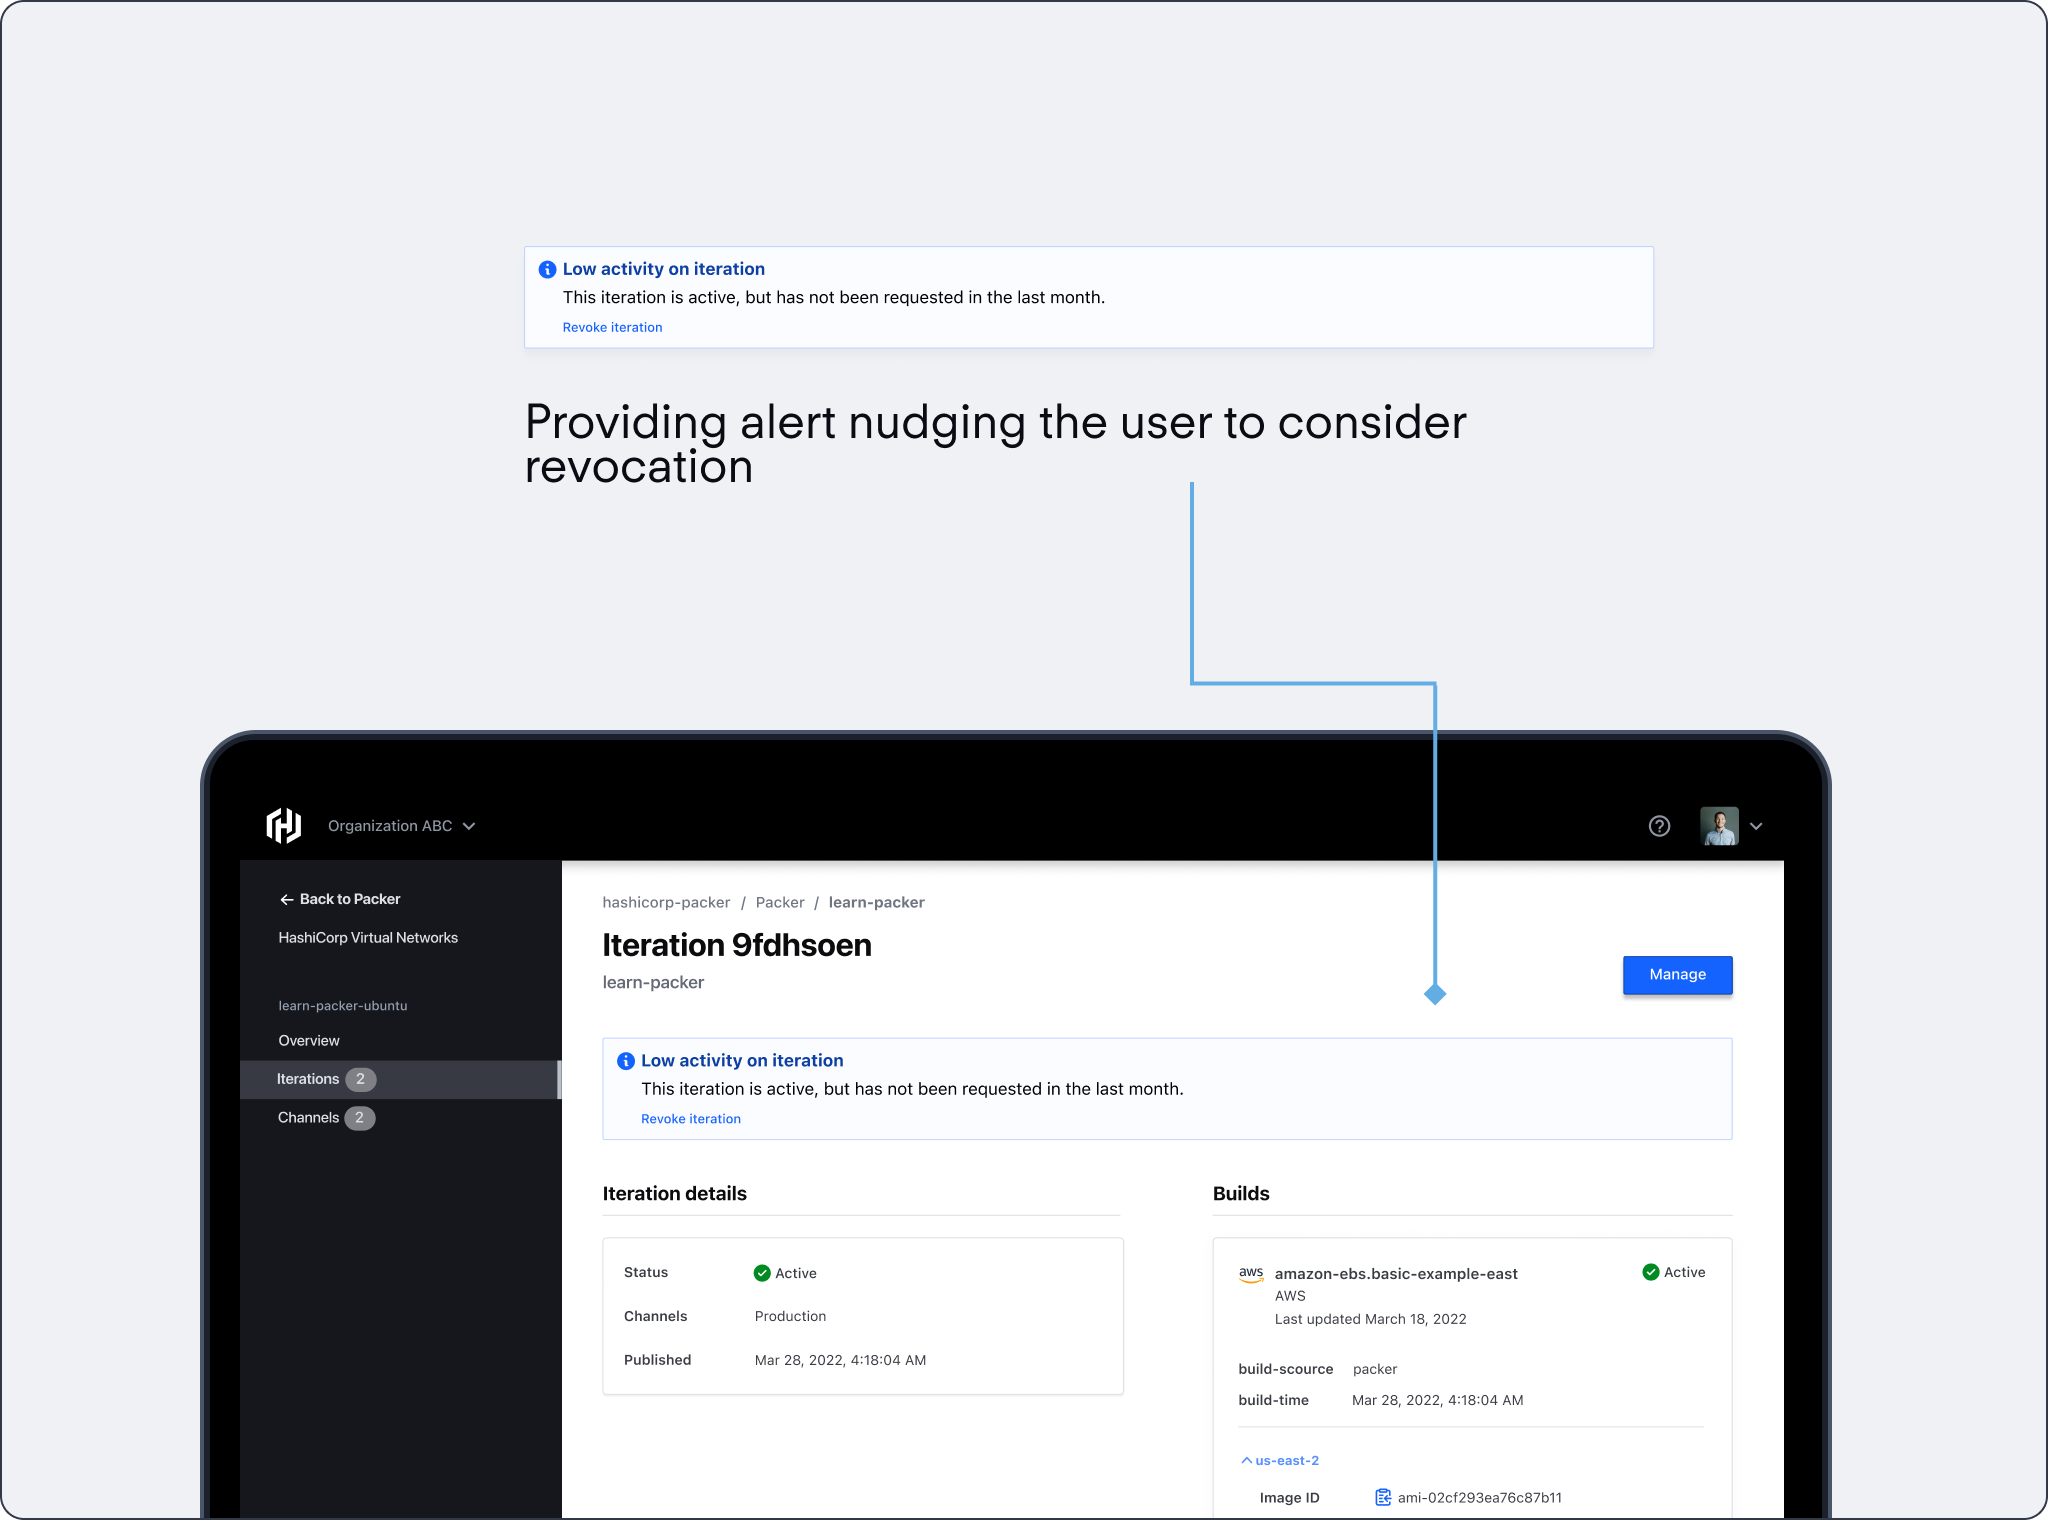 Low activity on iteration
This iteration is active, but has not been requested in the last month.
Revoke iteration
Providing alert nudging the user to consider
revocation
Organization ABC
Back to Packer
HashiCorp Virtual Networks
learn-packer-ubuntu
Overview
Iterations 2
Channels 2
hashicorp-packer / Packer / learn-packer
Iteration 9fdhsoen
learn-packer
Manage
Low activity on iteration
This iteration is active, but has not been requested in the last month.
Revoke iteration
Iteration details
Status Active
Channels Production
Published Mar 28, 2022, 4:18:04 AM
Builds
aws amazon-ebs.basic-example-east Active
AWS
Last updated March 18, 2022
build-scource packer
build-time Mar 28, 2022, 4:18:04 AM
us-east-2
Image ID ami-02cf293ea76c87b11